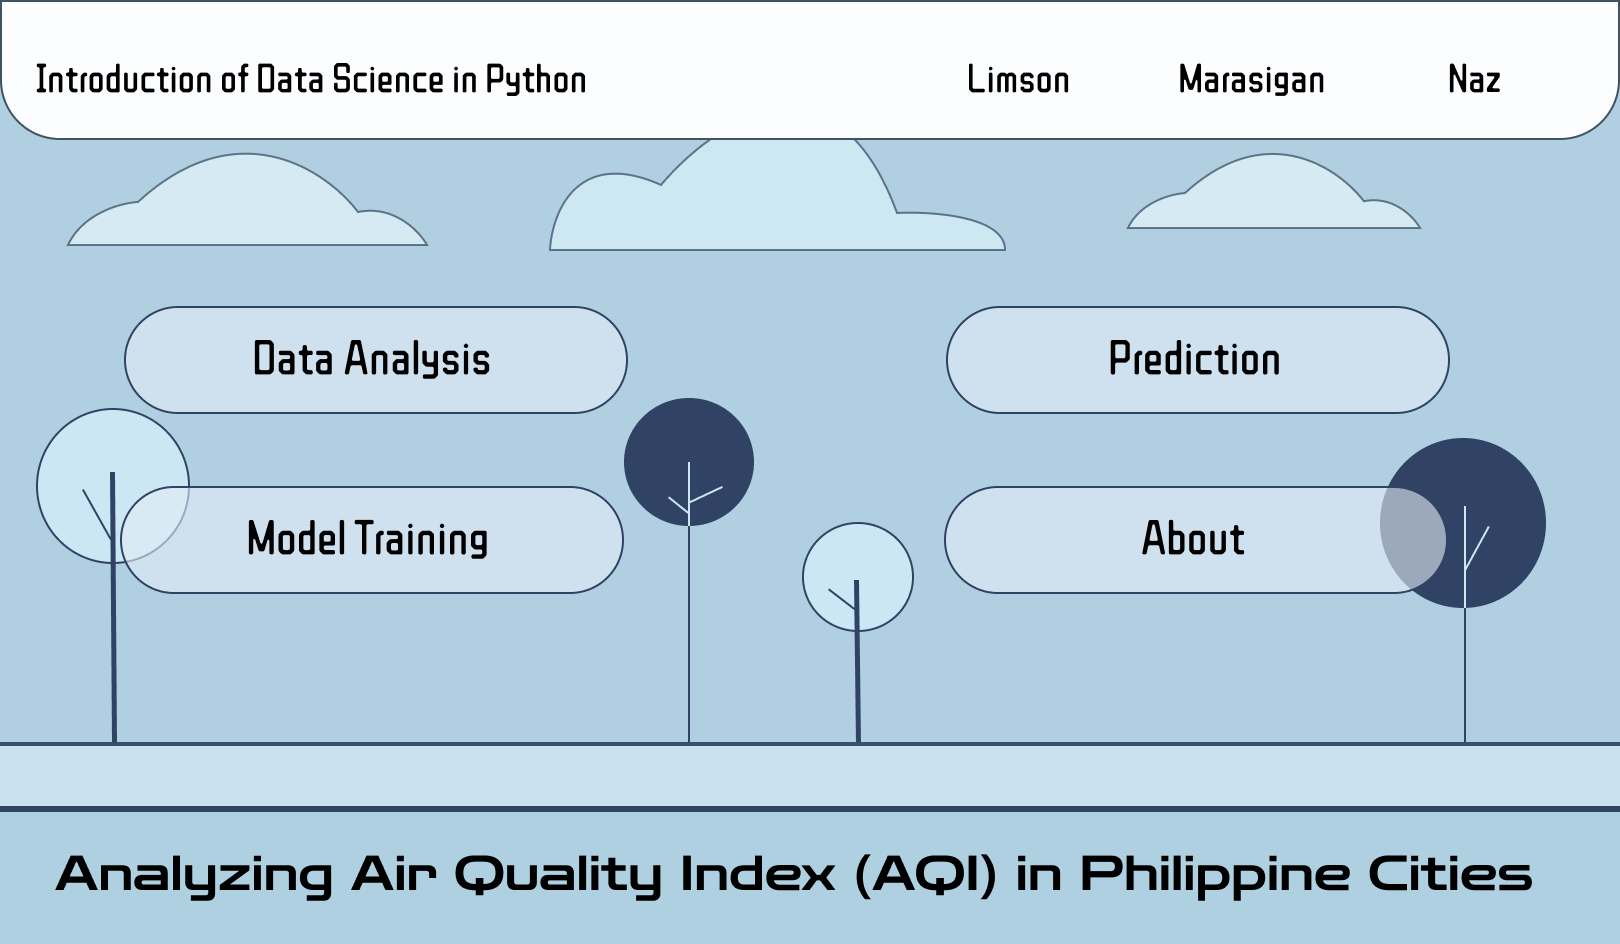 Introduction of Data Science in Python
Limson
Marasigan
Naz
Data Analysis
Prediction
Model Training
About
Analyzing Air Quality Index (AQI) in Philippine Cities